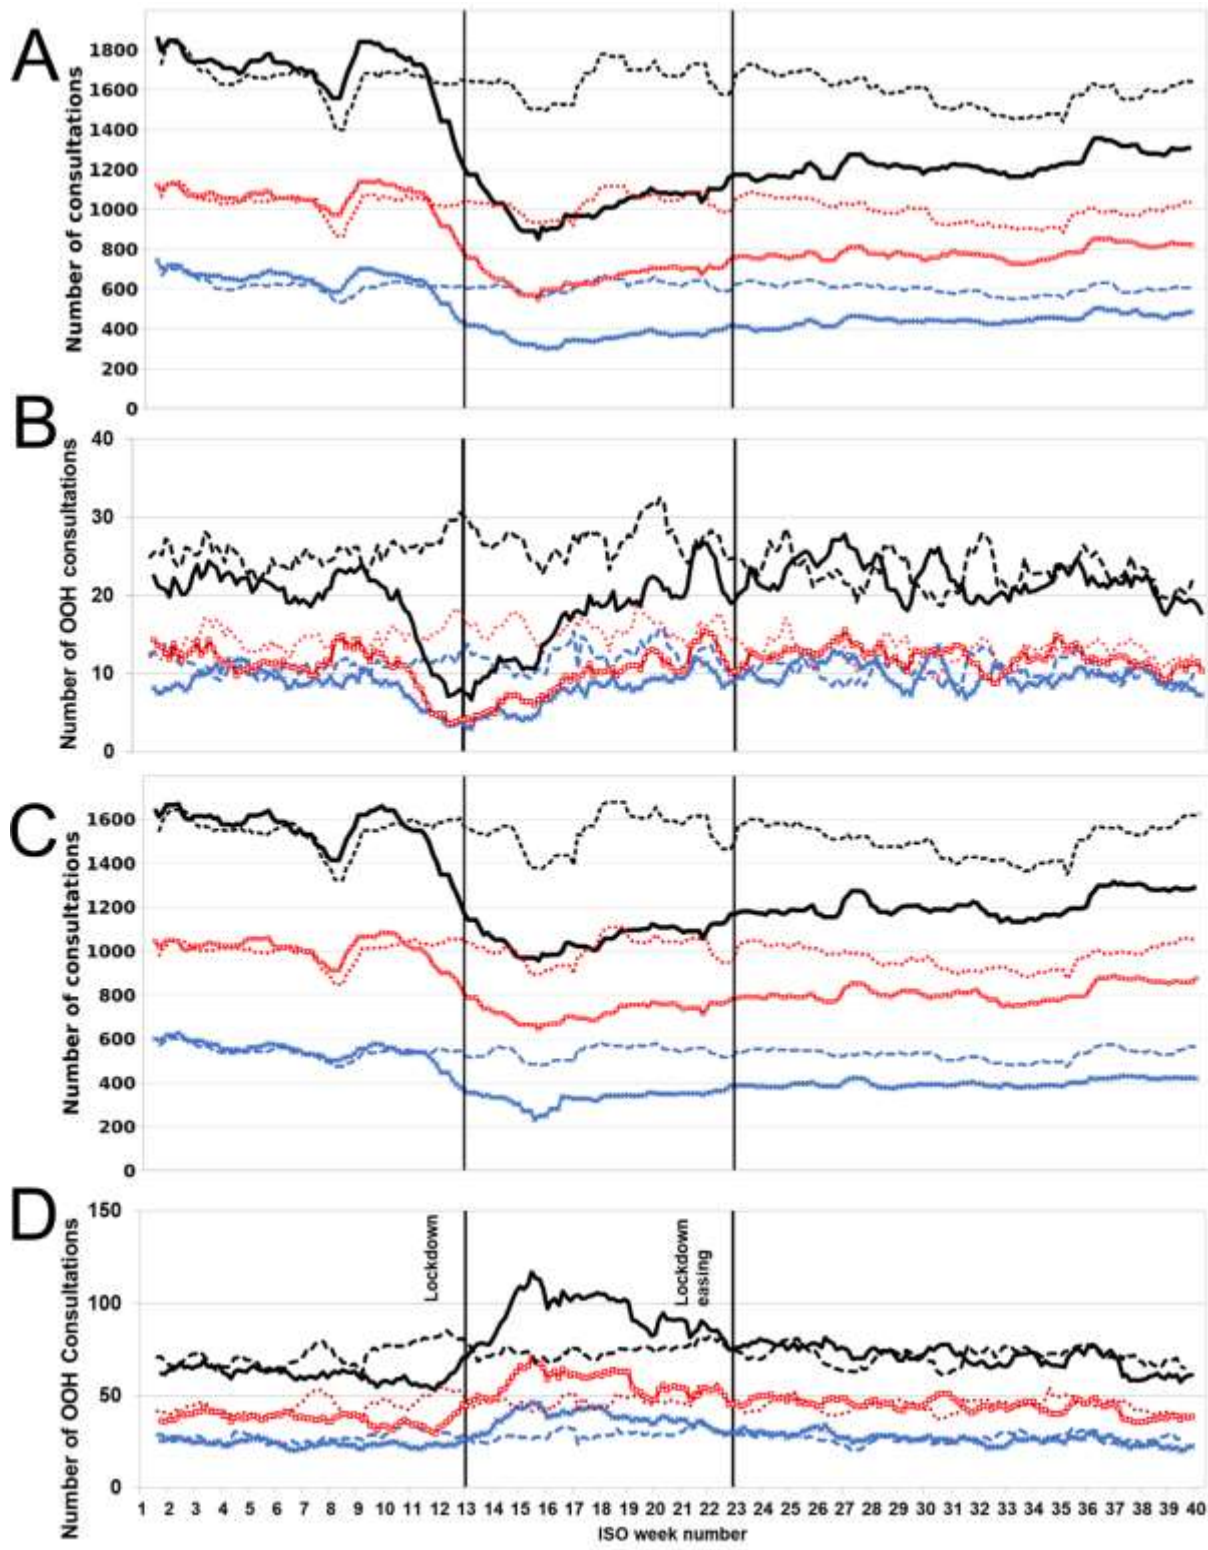 A
Number of consultations
1800
1600
1400
1200
1000
800
600
400
200
0
B
Number of OOH consultations
40
30
20
10
0
C
Number of consultations
1600
1400
1200
1000
800
600
400
200
0
D
Number of OOH Consultations
150
100
50
0
Lockdown
Lockdown
easing
1 2 3 4 5 6 7 8 9 10 11 12 13 14 15 16 17 18 19 20 21 22 23 24 25 26 27 28 29 30 31 32 33 34 35 36 37 38 39 40
ISO week number